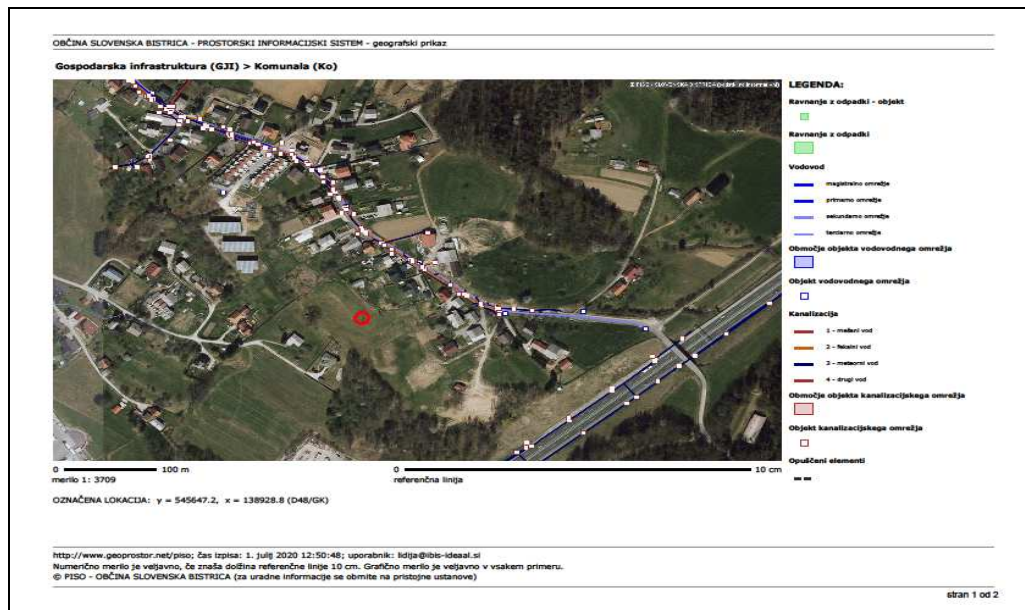 OBČINA SLOVENSKA BISTRICA - PROSTORSKI INFORMACIJSKI SISTEM - geografski prikaz
Gospodarska infrastruktura (GJI) > Komunala (Ko)
LEGENDA:
Ravnanje z odpadki - objekt
Ravnanje z odpadki
Vodovod
magistralno omrežje
primarno omrežje
sekundarno omrežje
terciarno omrežje
Območje objekta vodovodnega omrežja
Objekt vodovodnega omrežja
Kanalizacija
1 - mešani vod
2 - fekalni vod
3 - meteorni vod
4 - drugi vod
Območje objekta kanalizacijskega omrežja
Objekt kanalizacijskega omrežja
Opuščeni elementi
0 100 m 0 10 cm
merilo 1: 3709 referenčna linija
OZNAČENA LOKACIJA: y = 545647.2, x = 138928.8 (D48/GK)
http://www.geoprostor.net/piso; čas izpisa: 1. julij 2020 12:50:48; uporabnik: lidija@ibis-ideaal.si
Numerično merilo je veljavno, če znaša dolžina referenčne linije 10 cm. Grafično merilo je veljavno v vsakem primeru.
© PISO - OBČINA SLOVENSKA BISTRICA (za uradne informacije se obrnite na pristojne ustanove)
stran 1 od 2